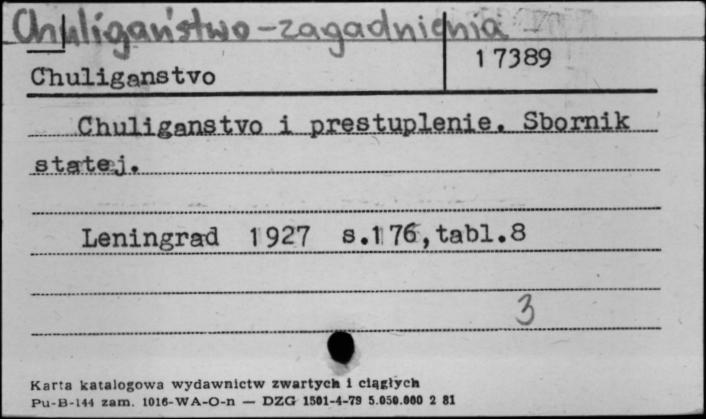 Chuligaństwo-zagadnienia
17389
Chuliganstvo
Chuliganstvo i prestuplenie. Sbornik
statej.
Leningrad 1927 s.176,tabl.8
3
Karta katalogowa wydawnictw zwartych i ciągłych
Pu-B-144 zam. 1016-WA-O-n — DZG 1501-4-79 5.050.000 2 81